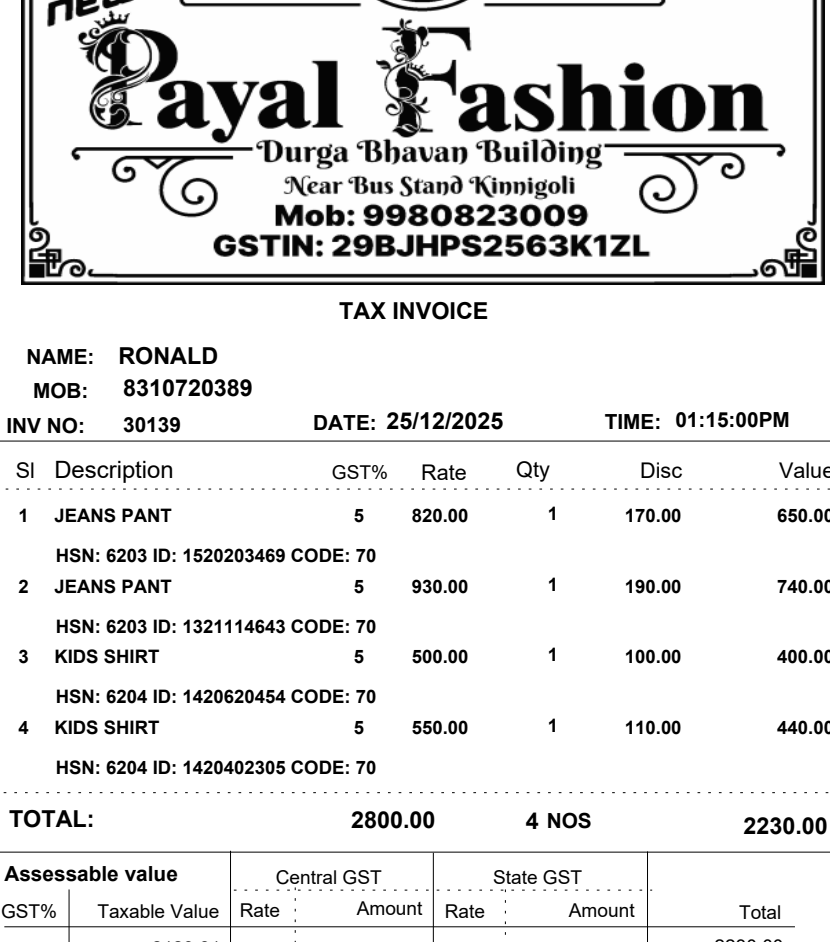 new
Payal Fashion
Durga Bhavan Building
Near Bus Stand Kinnigoli
Mob: 9980823009
GSTIN: 29BJHPS2563K1ZL
TAX INVOICE
NAME: RONALD
MOB: 8310720389
INV NO: 30139 DATE: 25/12/2025 TIME: 01:15:00PM
Sl Description GST% Rate Qty Disc Value
1 JEANS PANT 5 820.00 1 170.00 650.00
HSN: 6203 ID: 1520203469 CODE: 70
2 JEANS PANT 5 930.00 1 190.00 740.00
HSN: 6203 ID: 1321114643 CODE: 70
3 KIDS SHIRT 5 500.00 1 100.00 400.00
HSN: 6204 ID: 1420620454 CODE: 70
4 KIDS SHIRT 5 550.00 1 110.00 440.00
HSN: 6204 ID: 1420402305 CODE: 70
TOTAL: 2800.00 4 NOS 2230.00
Assessable value Central GST State GST
GST% Taxable Value Rate Amount Rate Amount Total